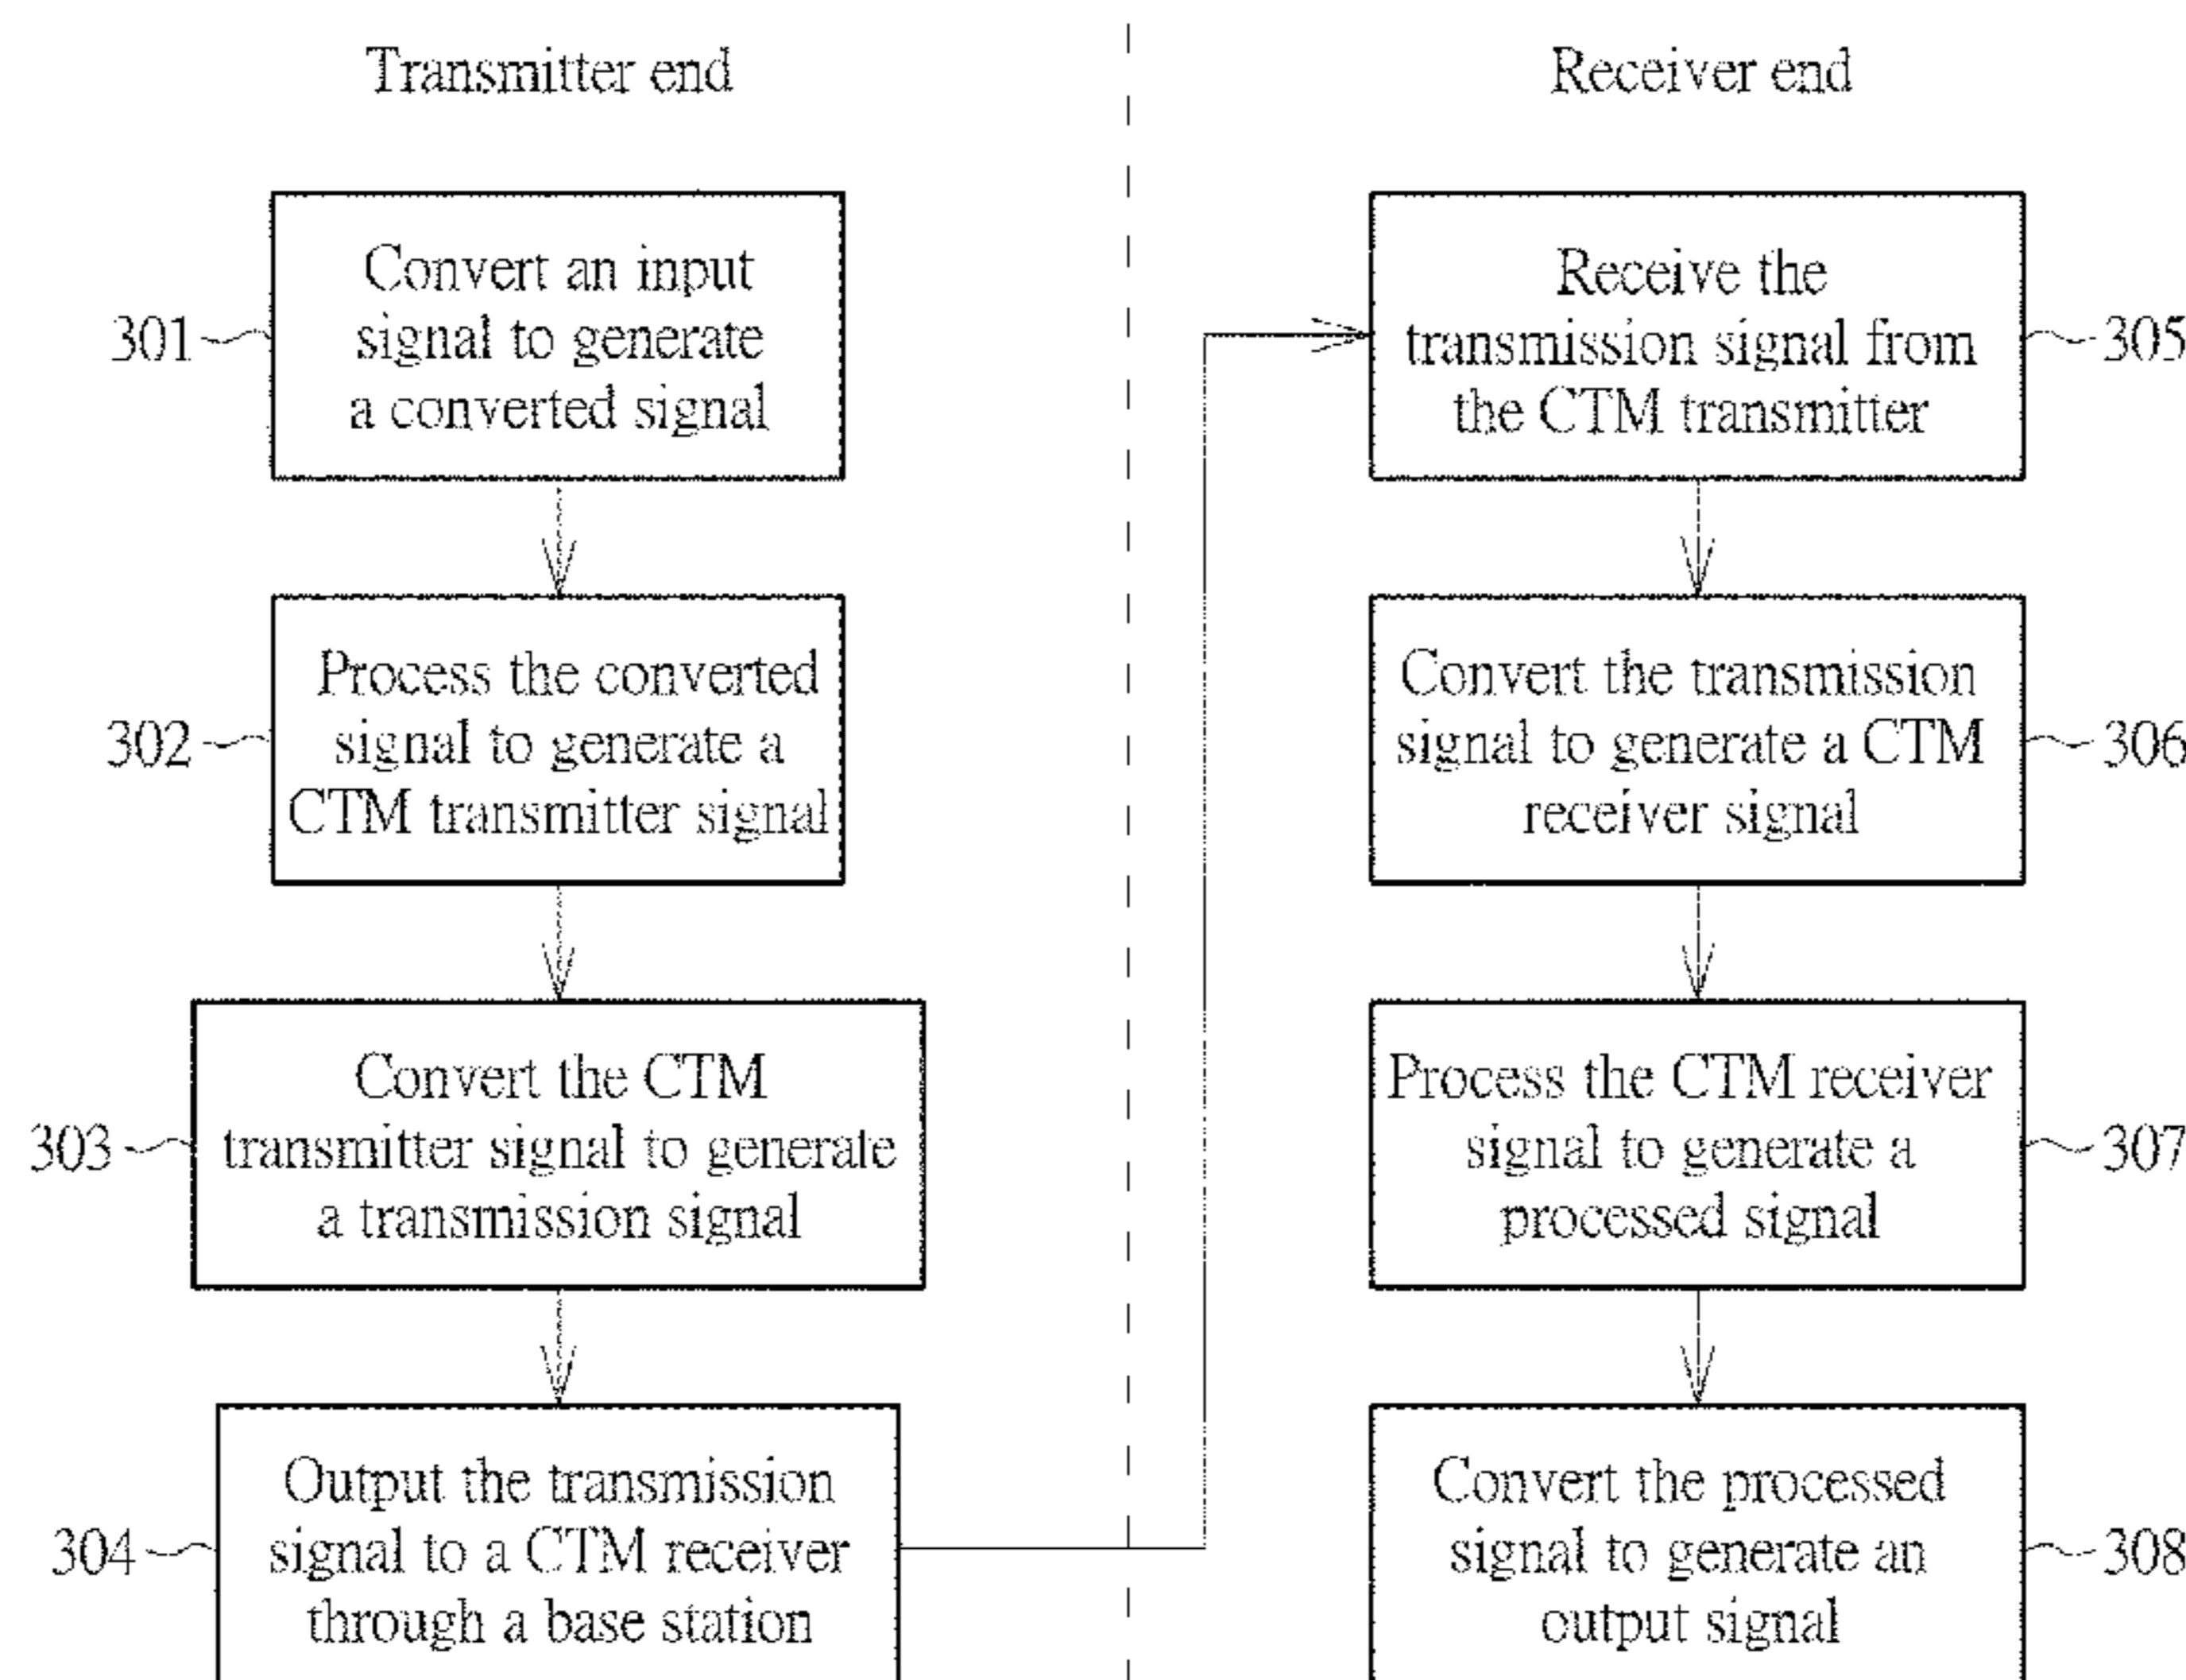 Transmitter end
301
Convert an input
signal to generate
a converted signal
302
Process the converted
signal to generate a
CTM transmitter signal
303
Convert the CTM
transmitter signal to generate
a transmission signal
304
Output the transmission
signal to a CTM receiver
through a base station
Receiver end
Receive the
transmission signal from
the CTM transmitter
305
Convert the transmission
signal to generate a CTM
receiver signal
306
Process the CTM receiver
signal to generate a
processed signal
307
Convert the processed
signal to generate an
output signal
308